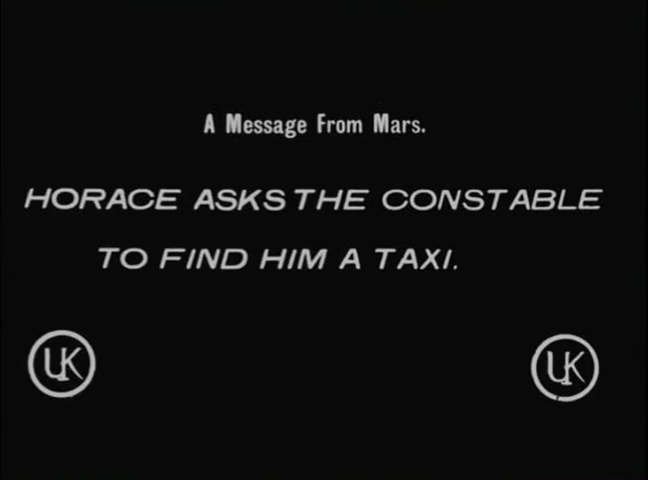 A Message From Mars.
HORACE ASKS THE CONSTABLE
TO FIND HIM A TAXI.
UK UK